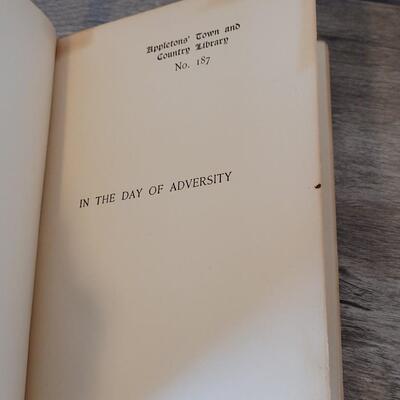 Appletons' Town and
Country Library
No. 187
IN THE DAY OF ADVERSITY